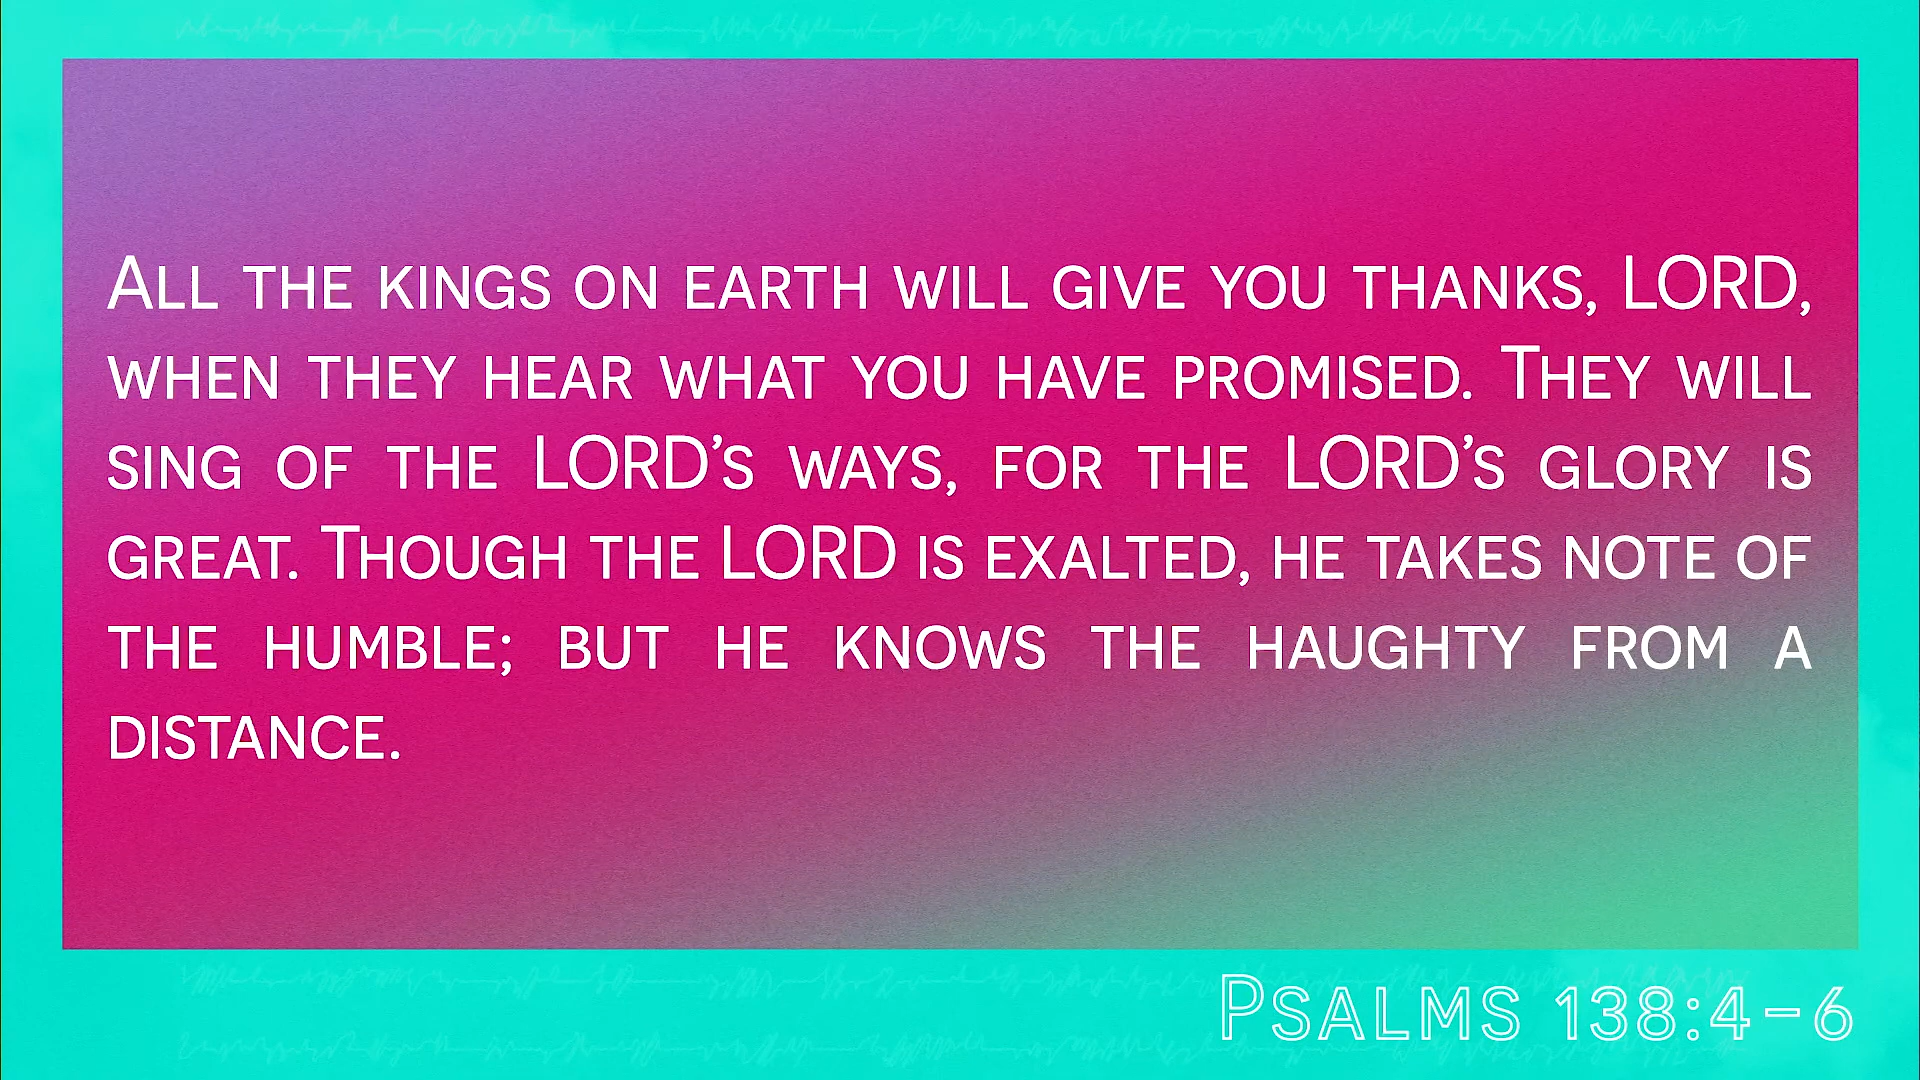 All the kings on earth will give you thanks, LORD,
when they hear what you have promised. They will
sing of the LORD’s ways, for the LORD’s glory is
great. Though the LORD is exalted, he takes note of
the humble; but he knows the haughty from a
distance.
Psalms 138:4–6